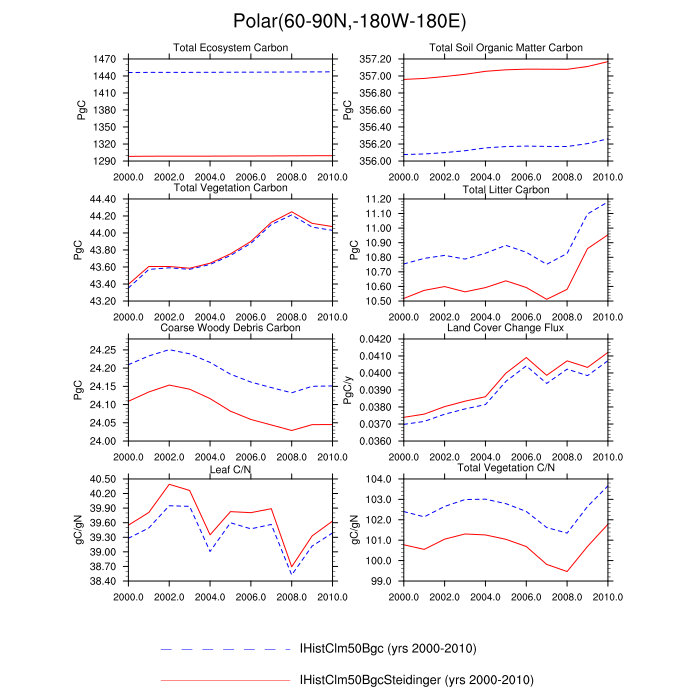 Polar(60-90N,-180W-180E)
Total Ecosystem Carbon
PgC
1470
1440
1410
1380
1350
1320
1290
2000.0 2002.0 2004.0 2006.0 2008.0 2010.0
Total Soil Organic Matter Carbon
PgC
357.20
357.00
356.80
356.60
356.40
356.20
356.00
2000.0 2002.0 2004.0 2006.0 2008.0 2010.0
Total Vegetation Carbon
PgC
44.40
44.20
44.00
43.80
43.60
43.40
43.20
2000.0 2002.0 2004.0 2006.0 2008.0 2010.0
Total Litter Carbon
PgC
11.20
11.10
10.90
10.80
10.70
10.60
10.50
2000.0 2002.0 2004.0 2006.0 2008.0 2010.0
Coarse Woody Debris Carbon
PgC
24.25
24.20
24.15
24.10
24.05
24.00
2000.0 2002.0 2004.0 2006.0 2008.0 2010.0
Land Cover Change Flux
PgC/y
0.0420
0.0410
0.0400
0.0380
0.0370
0.0360
2000.0 2002.0 2004.0 2006.0 2008.0 2010.0
Leaf C/N
gC/gN
40.50
40.20
39.90
39.60
39.30
39.00
38.70
38.40
2000.0 2002.0 2004.0 2006.0 2008.0 2010.0
Total Vegetation C/N
gC/gN
104.0
103.0
102.0
101.0
100.0
99.0
2000.0 2002.0 2004.0 2006.0 2008.0 2010.0
IHistClm50Bgc (yrs 2000-2010)
IHistClm50BgcSteidinger (yrs 2000-2010)